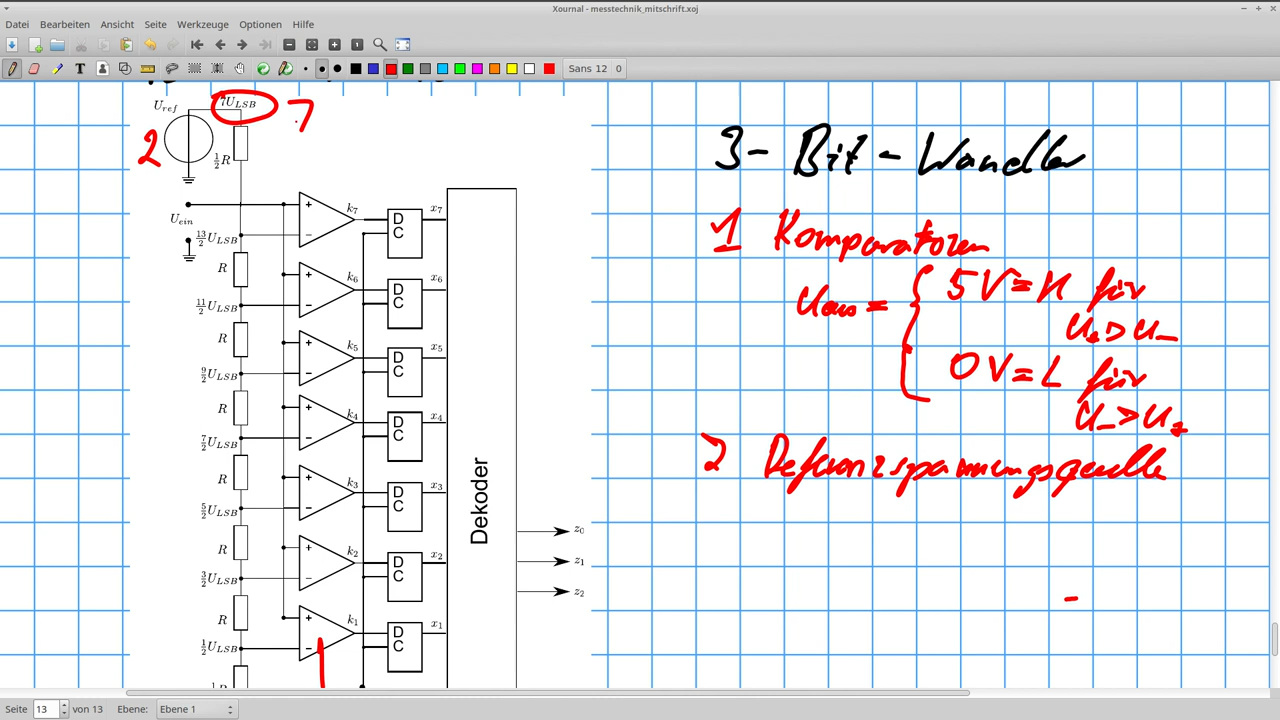 Xournal - messtechnik_mitschrift.xoj
Datei Bearbeiten Ansicht Seite Werkzeuge Optionen Hilfe
Sans 12 0
U_ref 7U_LSB 7
2 ½R
U_ein
13/2 U_LSB
R
11/2 U_LSB
R
9/2 U_LSB
R
7/2 U_LSB
R
5/2 U_LSB
R
3/2 U_LSB
R
1/2 U_LSB
+ − k7 D C x7
+ − k6 D C x6
+ − k5 D C x5
+ − k4 D C x4
+ − k3 D C x3
+ − k2 D C x2
+ − k1 D C x1
1
Dekoder
z0
z1
z2
3-Bit-Wandler
1 Komparatoren
U_aus = { 5V=H für
U+ > U−
0V=L für
U− > U+
2 Referenzspannungsquelle
Seite 13 von 13 Ebene: Ebene 1